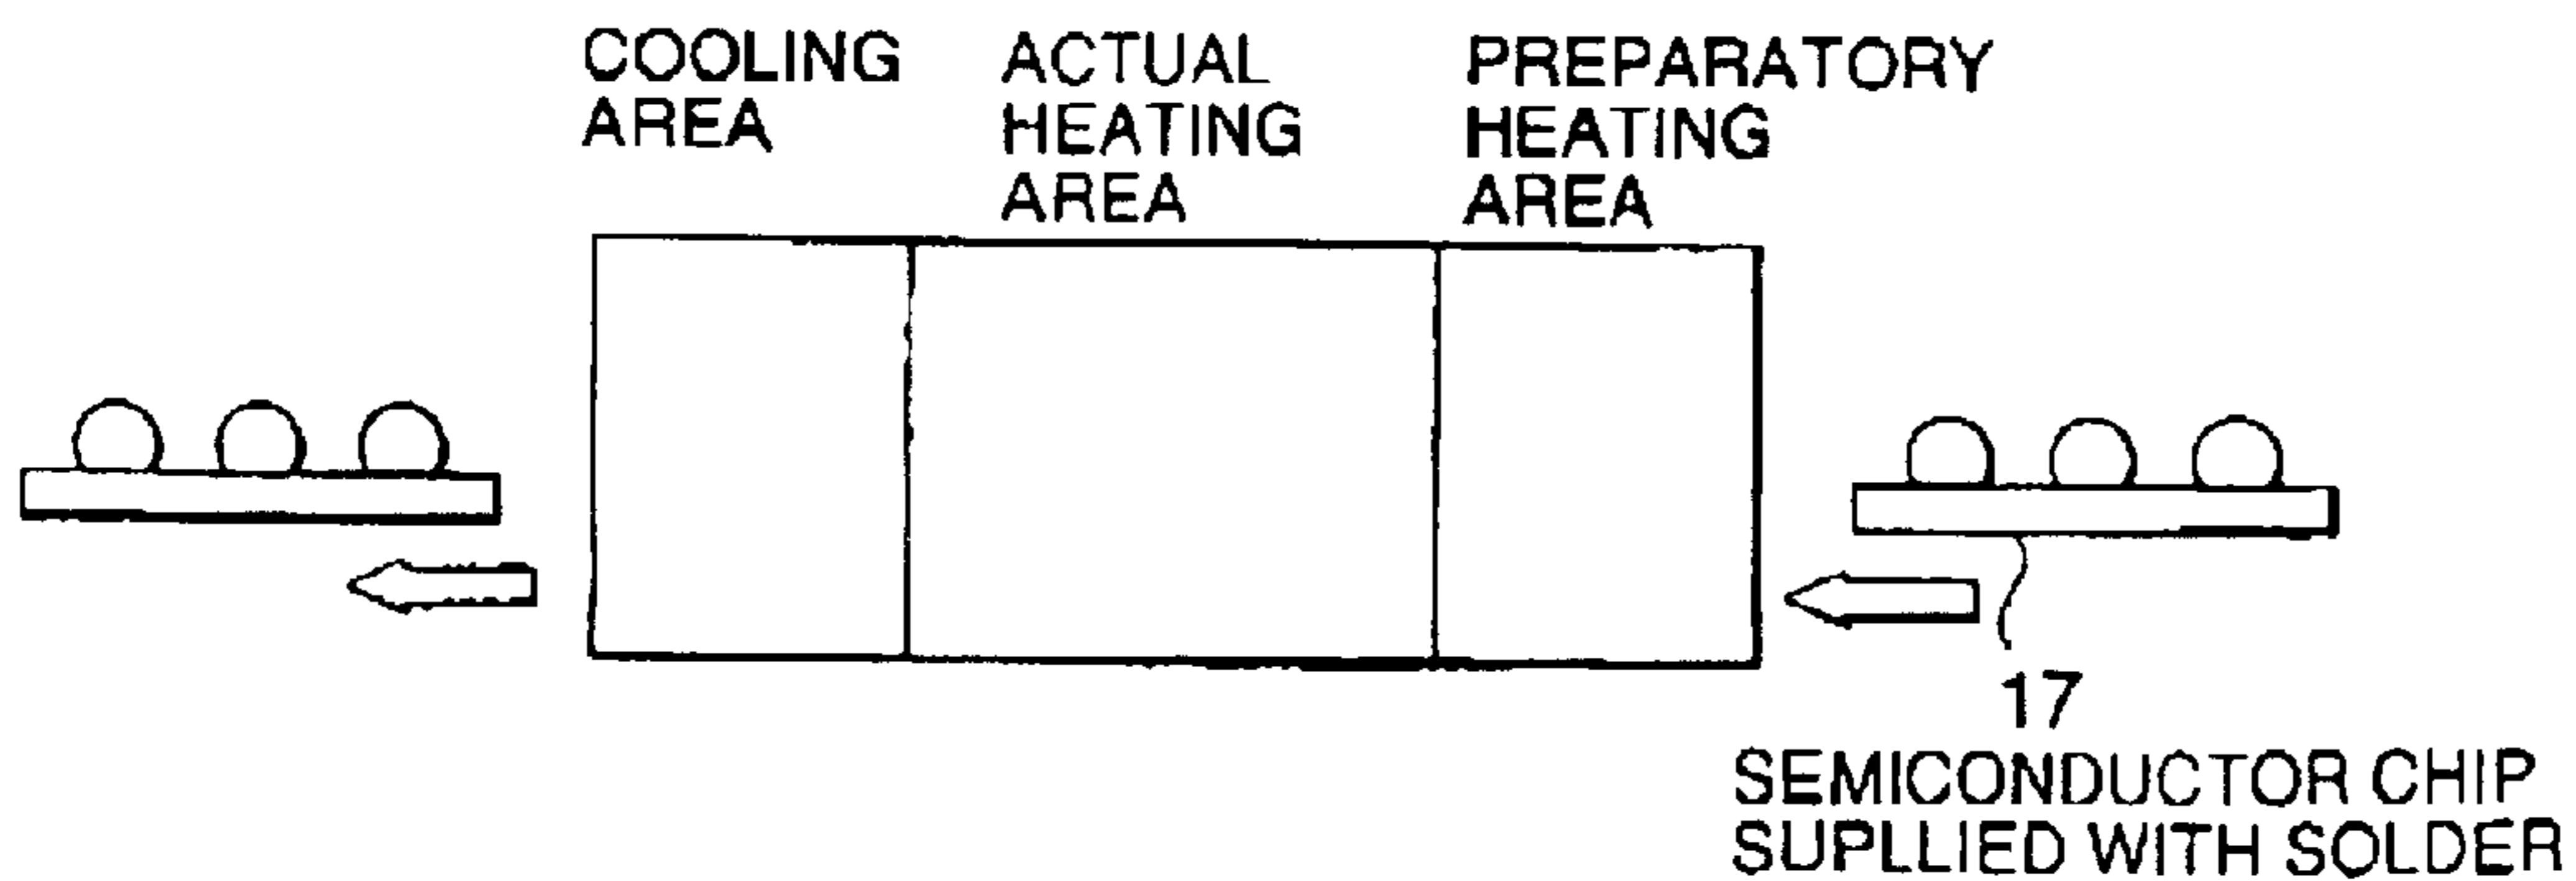 COOLING
AREA
ACTUAL
HEATING
AREA
PREPARATORY
HEATING
AREA
17
SEMICONDUCTOR CHIP
SUPLLIED WITH SOLDER